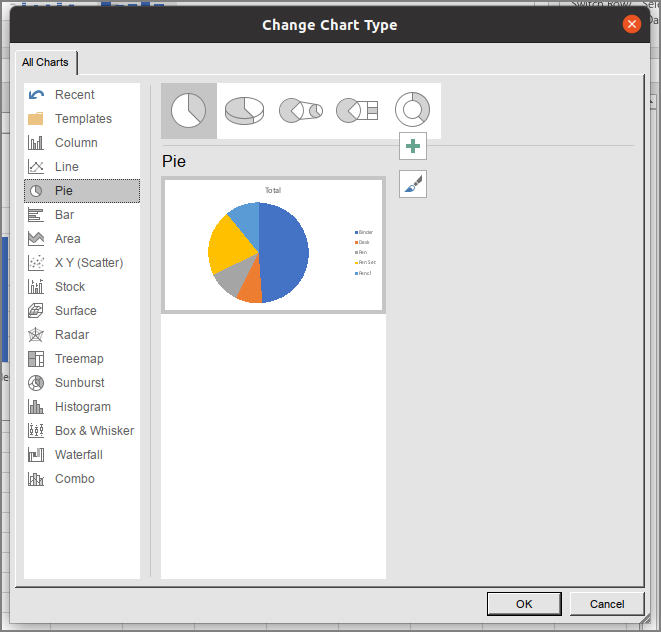 Change Chart Type
All Charts
Recent
Templates
Column
Line
Pie
Bar
Area
X Y (Scatter)
Stock
Surface
Radar
Treemap
Sunburst
Histogram
Box & Whisker
Waterfall
Combo
Pie
Total
Binder
Desk
Pen
Pen Set
Pencil
OK
Cancel